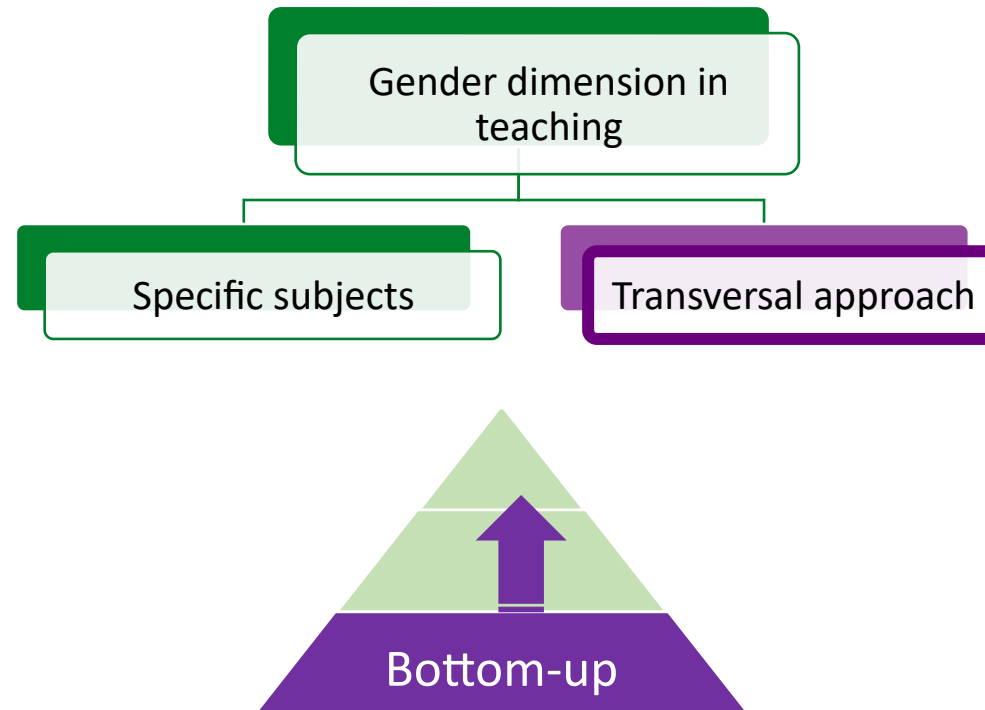 Gender dimension in
teaching
Specific subjects
Transversal approach
Bottom-up